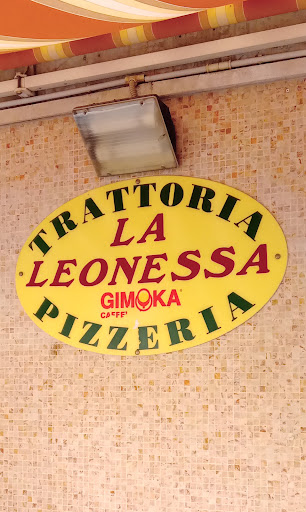 TRATTORIA
LA
LEONESSA
GIMOKA
CAFFE'
PIZZERIA